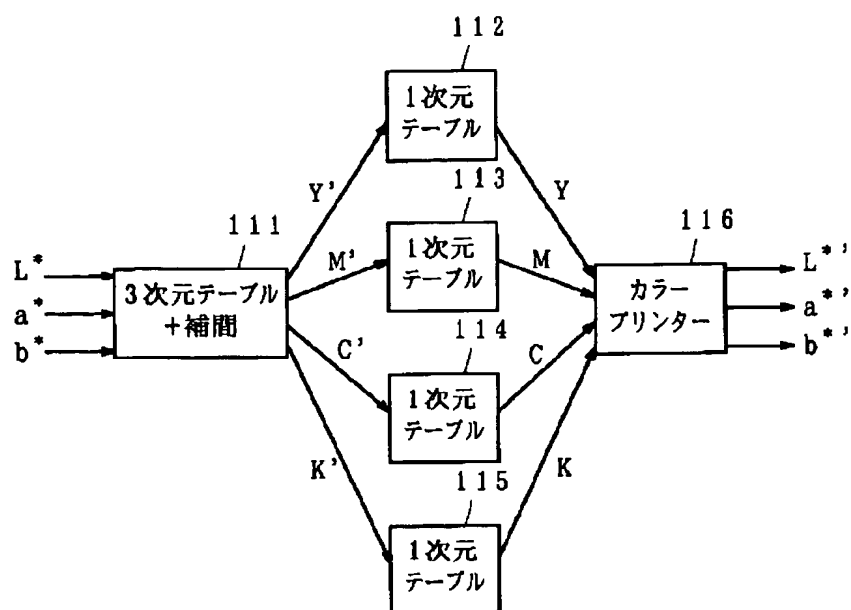 112
1次元
テーブル
Y'
Y
113
111
116
1次元
テーブル
M'
M
L*
a*
b*
3次元テーブル
+補間
カラー
プリンター
L*'
a*'
b*'
114
C'
C
1次元
テーブル
K'
K
115
1次元
テーブル